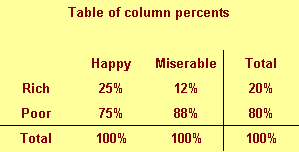 Table of column percents
Happy Miserable Total
Rich 25% 12% 20%
Poor 75% 88% 80%
Total 100% 100% 100%